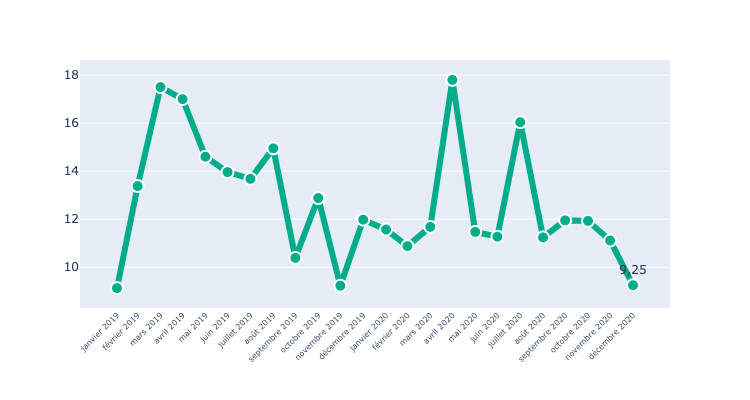 18
16
14
12
10
9.25
janvier 2019
février 2019
mars 2019
avril 2019
mai 2019
juin 2019
juillet 2019
août 2019
septembre 2019
octobre 2019
novembre 2019
décembre 2019
janvier 2020
février 2020
mars 2020
avril 2020
mai 2020
juin 2020
juillet 2020
août 2020
septembre 2020
octobre 2020
novembre 2020
décembre 2020